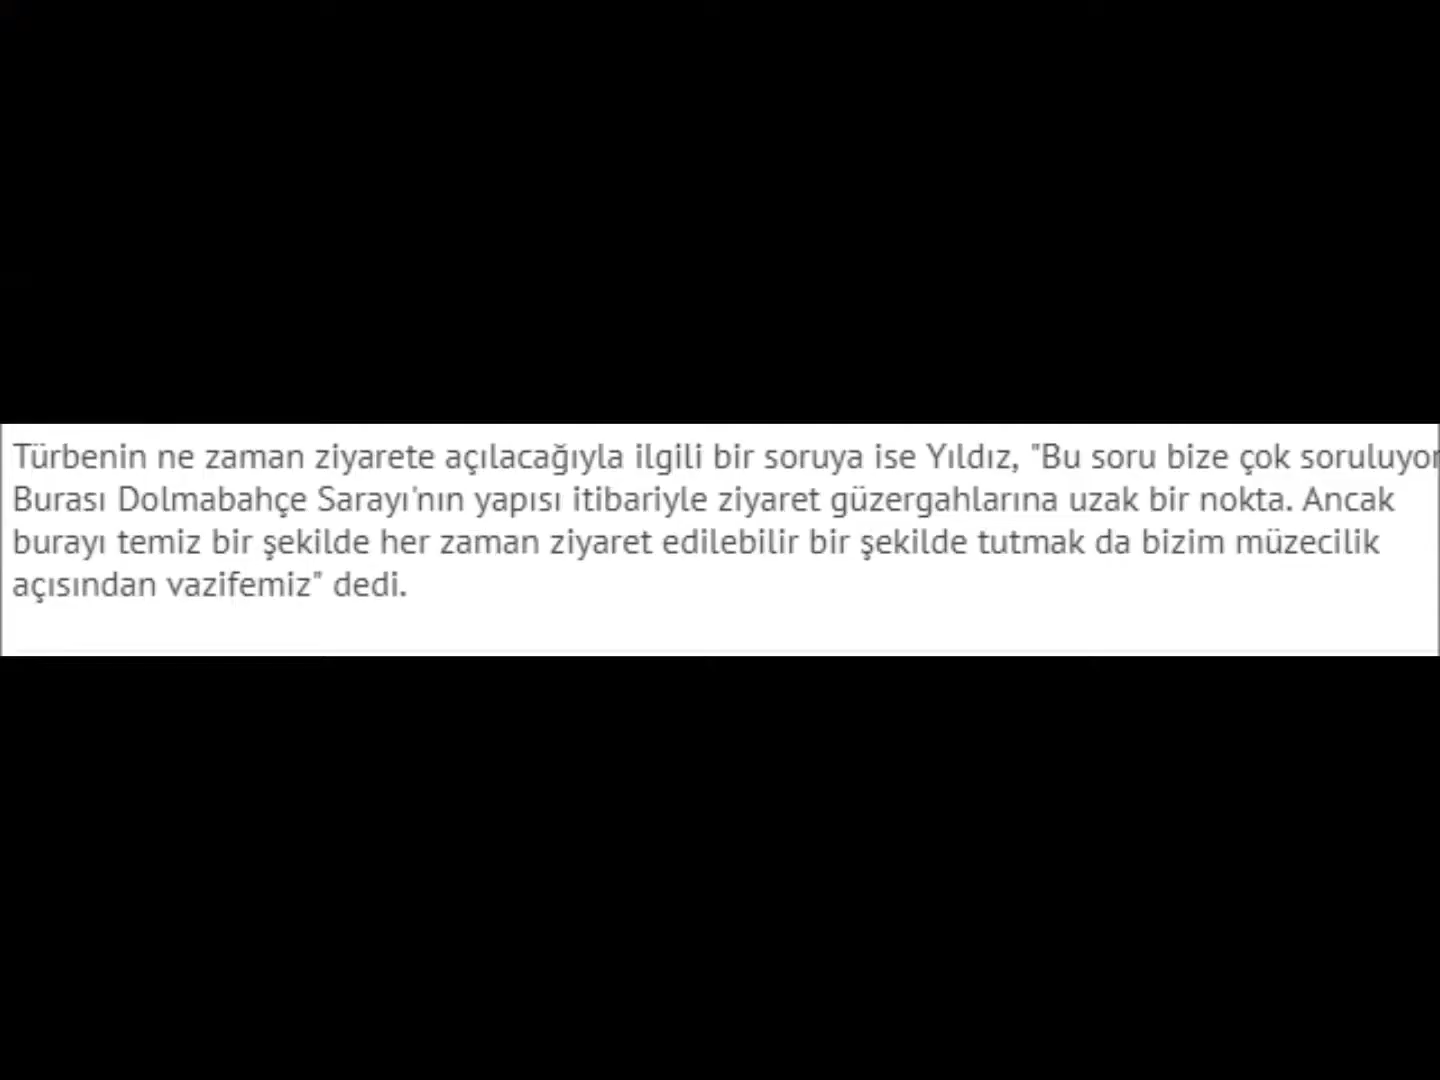 Türbenin ne zaman ziyarete açılacağıyla ilgili bir soruya ise Yıldız, "Bu soru bize çok soruluyor
Burası Dolmabahçe Sarayı'nın yapısı itibariyle ziyaret güzergahlarına uzak bir nokta. Ancak
burayı temiz bir şekilde her zaman ziyaret edilebilir bir şekilde tutmak da bizim müzecilik
açısından vazifemiz" dedi.